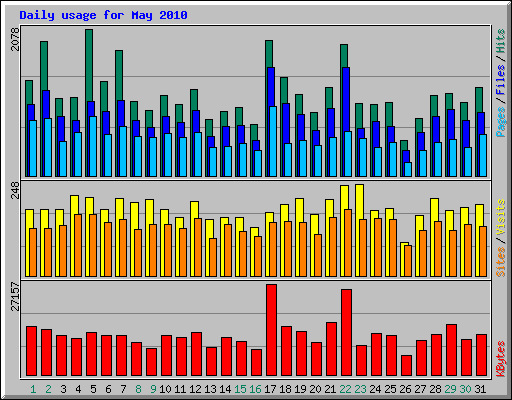 Daily usage for May 2010
2078
Pages / Files / Hits
248
Sites / Visits
27157
KBytes
1 2 3 4 5 6 7 8 9 10 11 12 13 14 15 16 17 18 19 20 21 22 23 24 25 26 27 28 29 30 31